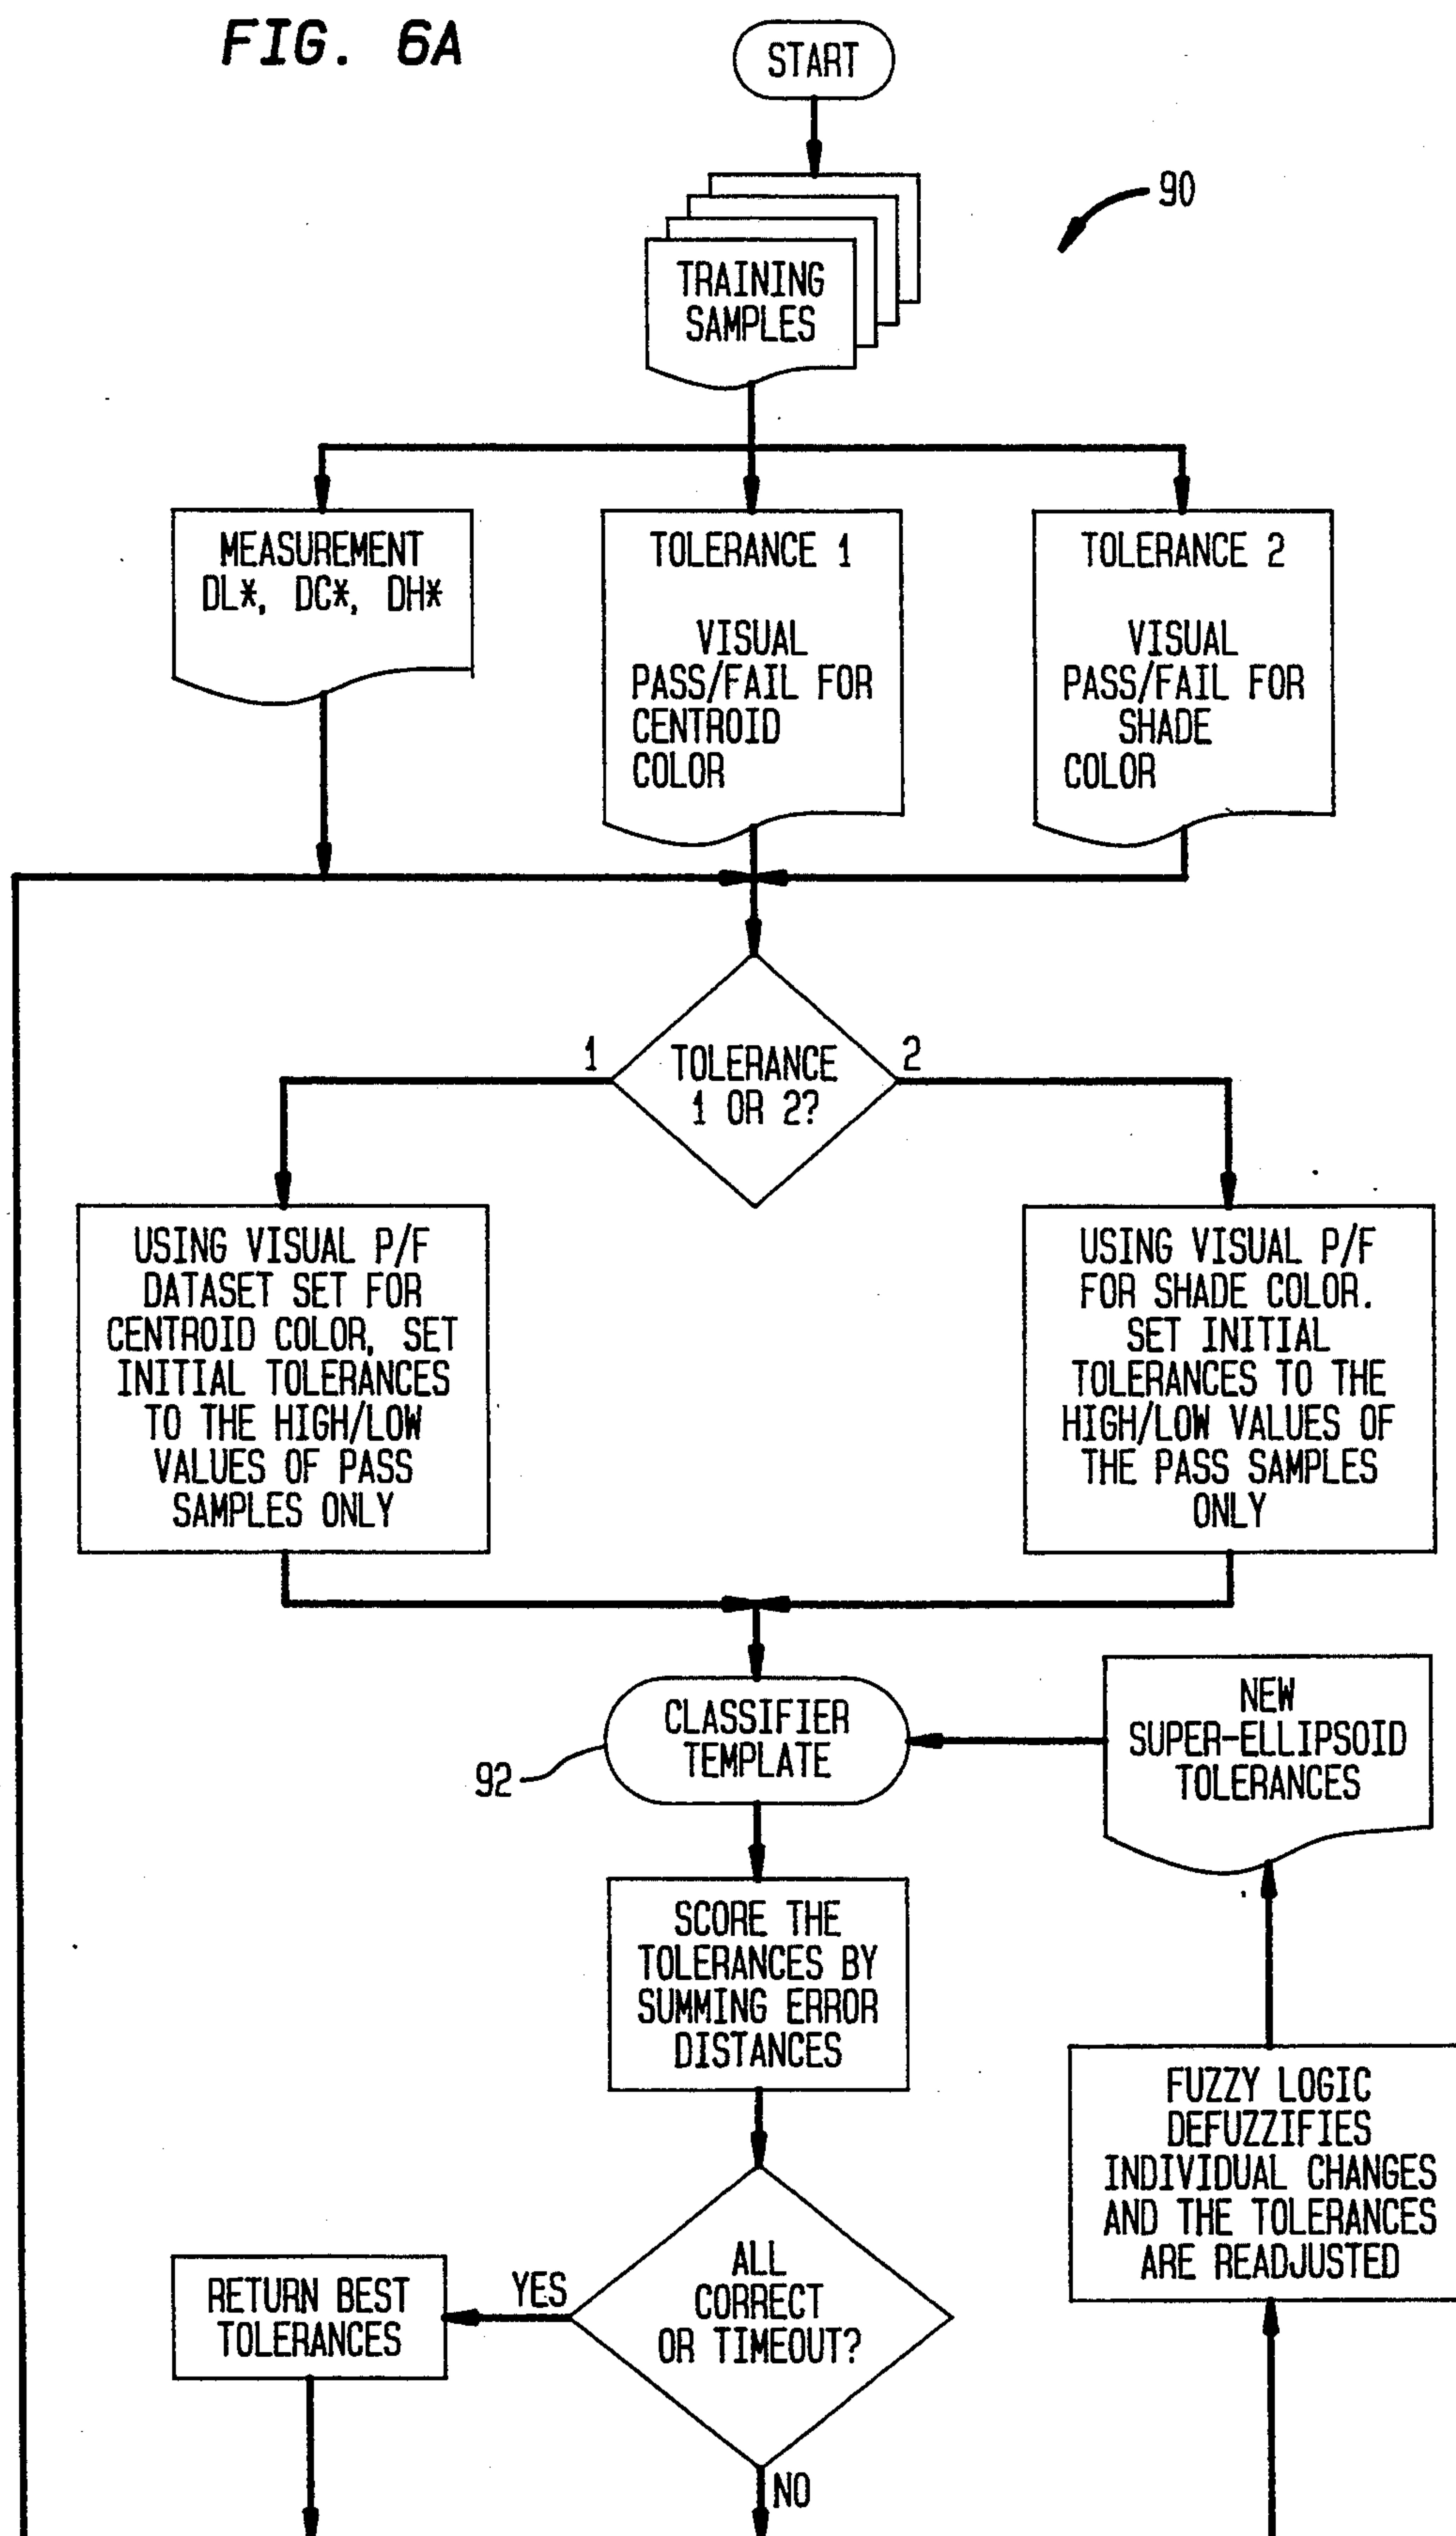 FIG. 6A
START
90
TRAINING
SAMPLES
MEASUREMENT
DL*, DC*, DH*
TOLERANCE 1
VISUAL
PASS/FAIL FOR
CENTROID
COLOR
TOLERANCE 2
VISUAL
PASS/FAIL FOR
SHADE
COLOR
1
TOLERANCE
1 OR 2?
2
USING VISUAL P/F
DATASET SET FOR
CENTROID COLOR, SET
INITIAL TOLERANCES
TO THE HIGH/LOW
VALUES OF PASS
SAMPLES ONLY
USING VISUAL P/F
FOR SHADE COLOR.
SET INITIAL
TOLERANCES TO THE
HIGH/LOW VALUES OF
THE PASS SAMPLES
ONLY
CLASSIFIER
TEMPLATE
92
NEW
SUPER-ELLIPSOID
TOLERANCES
SCORE THE
TOLERANCES BY
SUMMING ERROR
DISTANCES
FUZZY LOGIC
DEFUZZIFIES
INDIVIDUAL CHANGES
AND THE TOLERANCES
ARE READJUSTED
RETURN BEST
TOLERANCES
YES
ALL
CORRECT
OR TIMEOUT?
NO